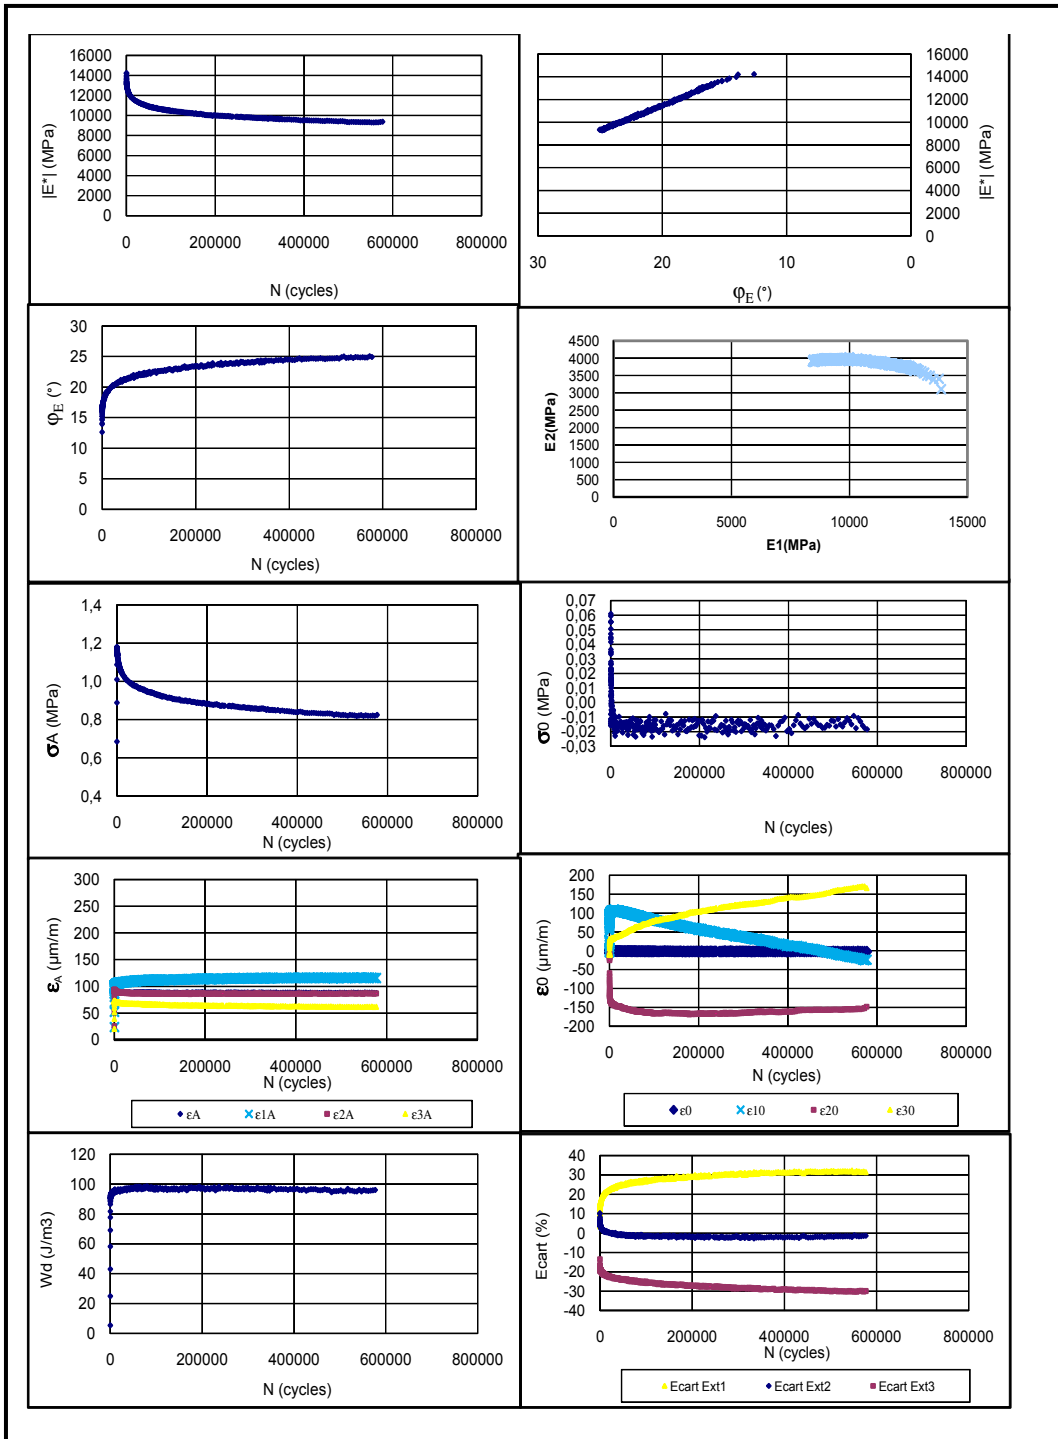 16000
14000
12000
10000
8000
6000
4000
2000
0
0 200000 400000 600000 800000
|E*| (MPa)
N (cycles)
16000
14000
12000
10000
8000
6000
4000
2000
0
30 20 10 0
|E*| (MPa)
φE (°)
30
25
20
15
10
5
0
0 200000 400000 600000 800000
φE (°)
N (cycles)
4500
4000
3500
3000
2500
2000
1500
1000
500
0
0 5000 10000 15000
E2(MPa)
E1(MPa)
1,4
1,2
1,0
0,8
0,6
0,4
0 200000 400000 600000 800000
σA (MPa)
N (cycles)
0,07
0,06
0,05
0,04
0,03
0,02
0,01
0,00
-0,01
-0,02
-0,03
0 200000 400000 600000 800000
σ0 (MPa)
N (cycles)
300
250
200
150
100
50
0
0 200000 400000 600000 800000
εA (µm/m)
N (cycles)
εA ε1A ε2A ε3A
200
150
100
50
0
-50
-100
-150
-200
0 200000 400000 600000 800000
ε0 (µm/m)
N (cycles)
ε0 ε10 ε20 ε30
120
100
80
60
40
20
0
0 200000 400000 600000 800000
Wd (J/m3)
N (cycles)
40
30
20
10
0
-10
-20
-30
-40
0 200000 400000 600000 800000
Ecart (%)
N (cycles)
Ecart Ext1 Ecart Ext2 Ecart Ext3